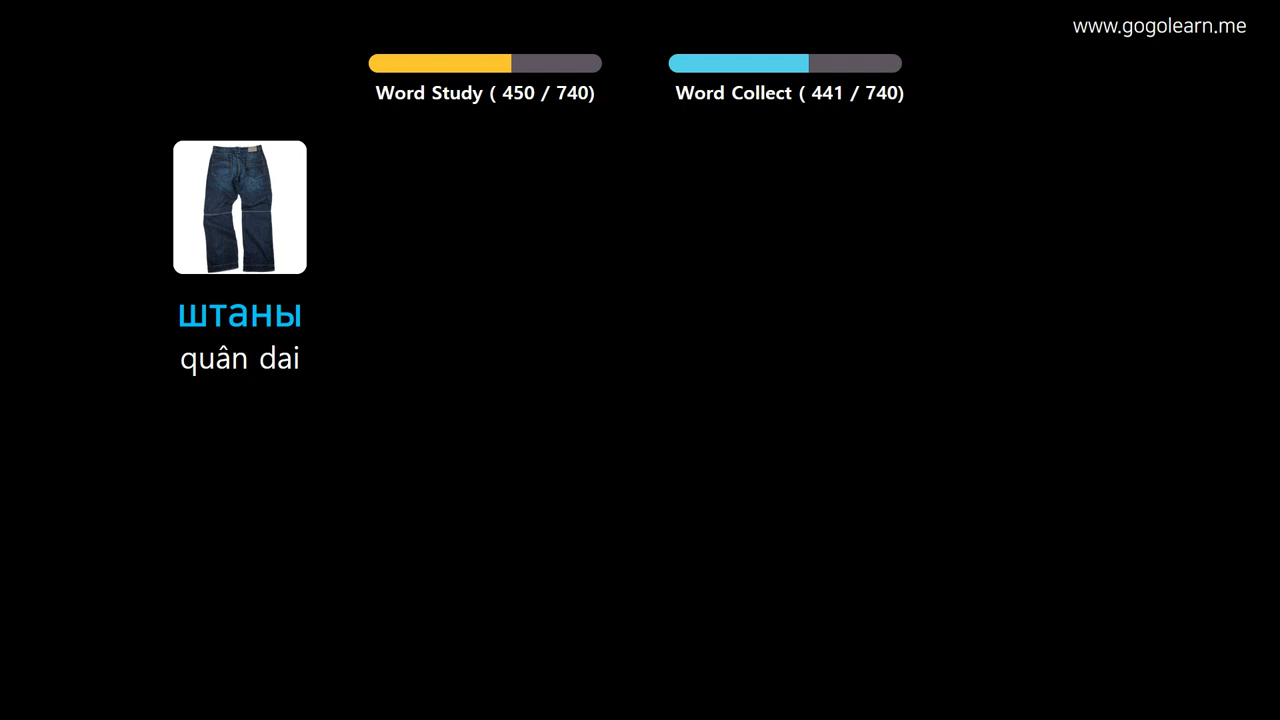 www.gogolearn.me
Word Study ( 450 / 740)
Word Collect ( 441 / 740)
штаны
quân dai